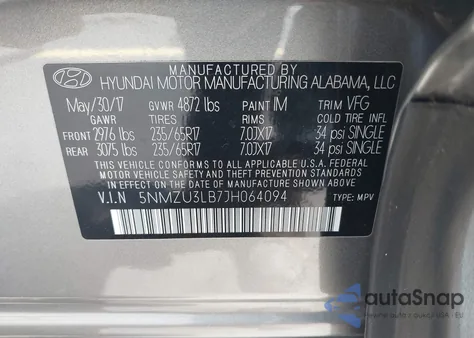 MANUFACTURED BY
HYUNDAI MOTOR MANUFACTURING ALABAMA, LLC
May/30/17 GVWR 4872 lbs PAINT IM TRIM VFG
GAWR TIRES RIMS COLD TIRE INFL
FRONT 2976 lbs 235/65R17 7.0JX17 34 psi SINGLE
REAR 3075 lbs 235/65R17 7.0JX17 34 psi SINGLE
THIS VEHICLE CONFORMS TO ALL APPLICABLE U.S.A FEDERAL
MOTOR VEHICLE SAFETY AND THEFT PREVENTION STANDARDS
IN EFFECT ON THE DATE OF MANUFACTURE SHOWN ABOVE.
V.I.N 5NMZU3LB7JH064094 TYPE: MPV
autoSnap